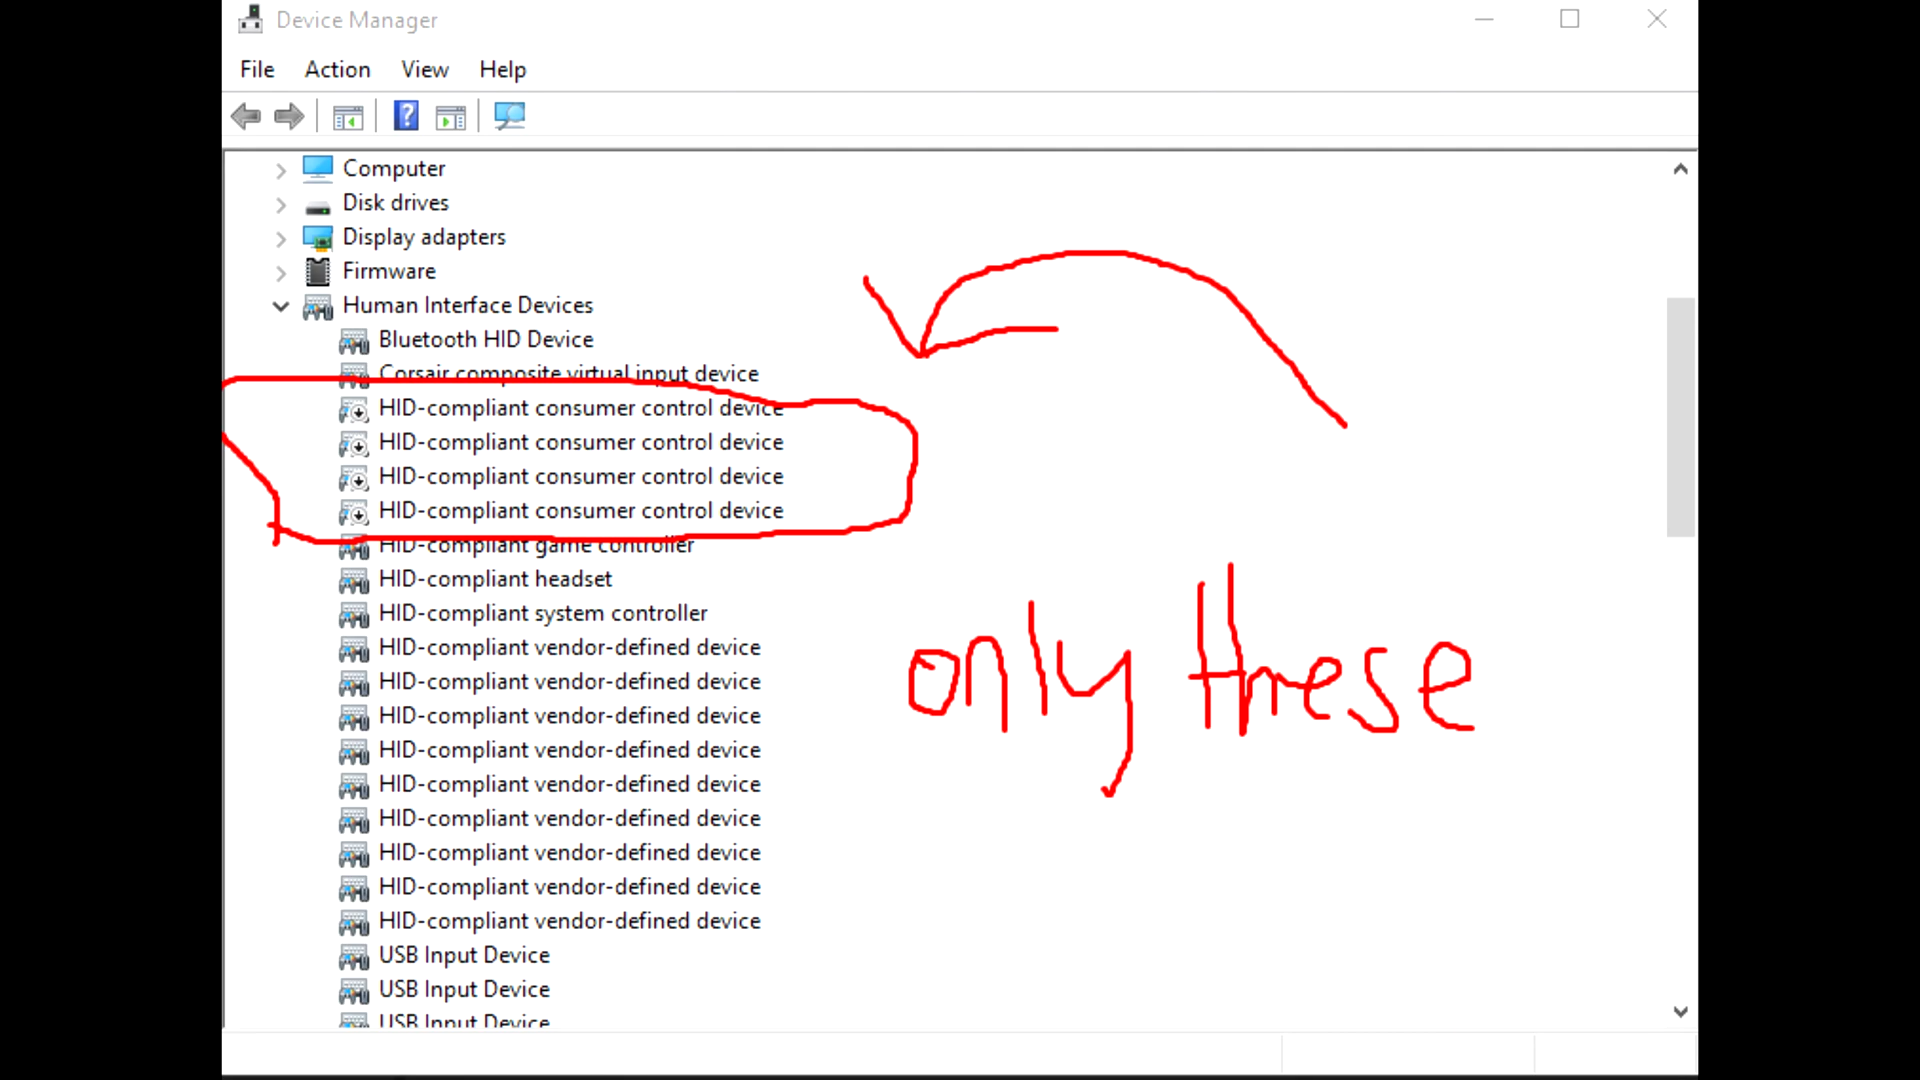 Device Manager
File Action View Help
Computer
Disk drives
Display adapters
Firmware
Human Interface Devices
Bluetooth HID Device
Corsair composite virtual input device
HID-compliant consumer control device
HID-compliant consumer control device
HID-compliant consumer control device
HID-compliant consumer control device
HID-compliant game controller
HID-compliant headset
HID-compliant system controller
HID-compliant vendor-defined device
HID-compliant vendor-defined device
HID-compliant vendor-defined device
HID-compliant vendor-defined device
HID-compliant vendor-defined device
HID-compliant vendor-defined device
HID-compliant vendor-defined device
HID-compliant vendor-defined device
HID-compliant vendor-defined device
USB Input Device
USB Input Device
USB Input Device
only these